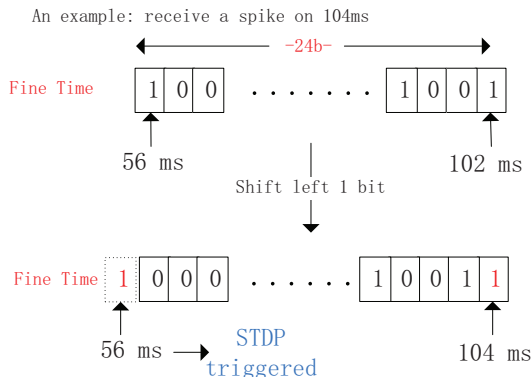 An example: receive a spike on 104ms
-24b-
Fine Time 1 0 0 ....... 1 0 0 1
56 ms 102 ms
Shift left 1 bit
Fine Time 1 0 0 0 ...... 1 0 0 1 1
56 ms STDP triggered 104 ms